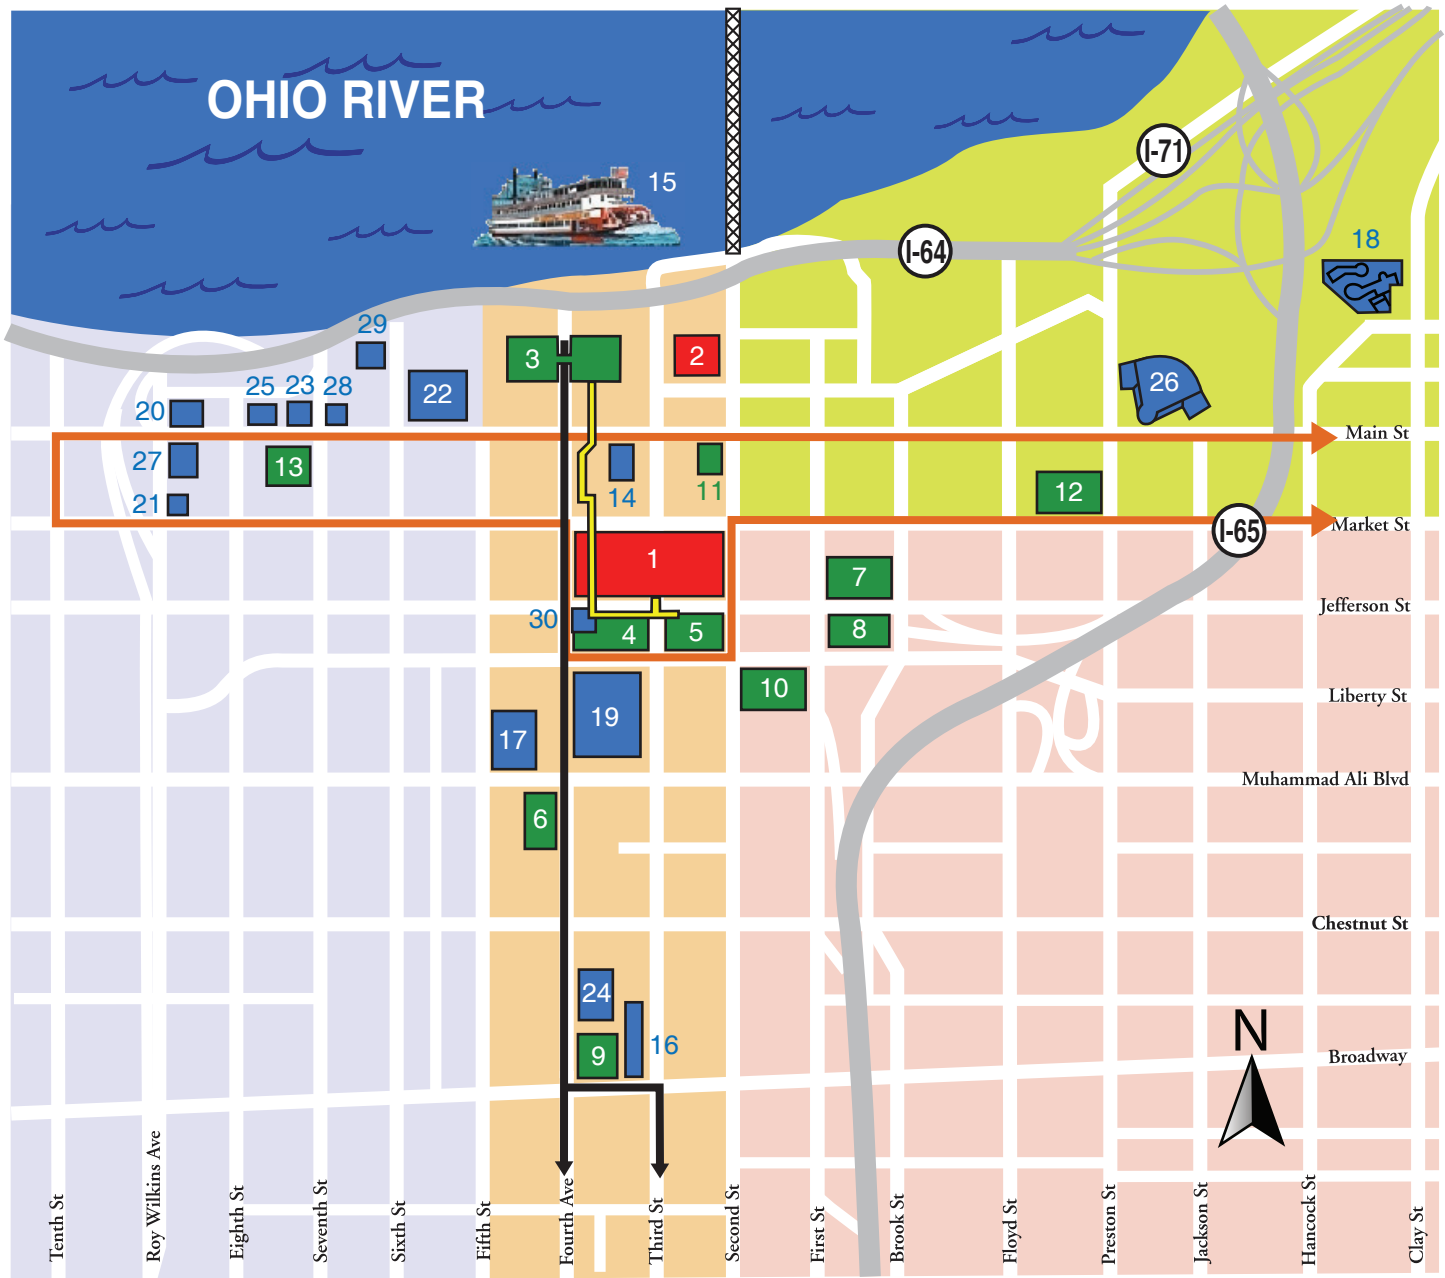 OHIO RIVER
15
I-71
I-64
18
29
3
2
25
23
28
22
26
20
Main St
27
13
14
11
12
21
Market St
I-65
1
7
Jefferson St
30
4
5
8
10
Liberty St
19
17
Muhammad Ali Blvd
6
Chestnut St
24
N
16
9
Broadway
Tenth St
Roy Wilkins Ave
Eighth St
Seventh St
Sixth St
Fifth St
Fourth Ave
Third St
Second St
First St
Brook St
Floyd St
Preston St
Jackson St
Hancock St
Clay St